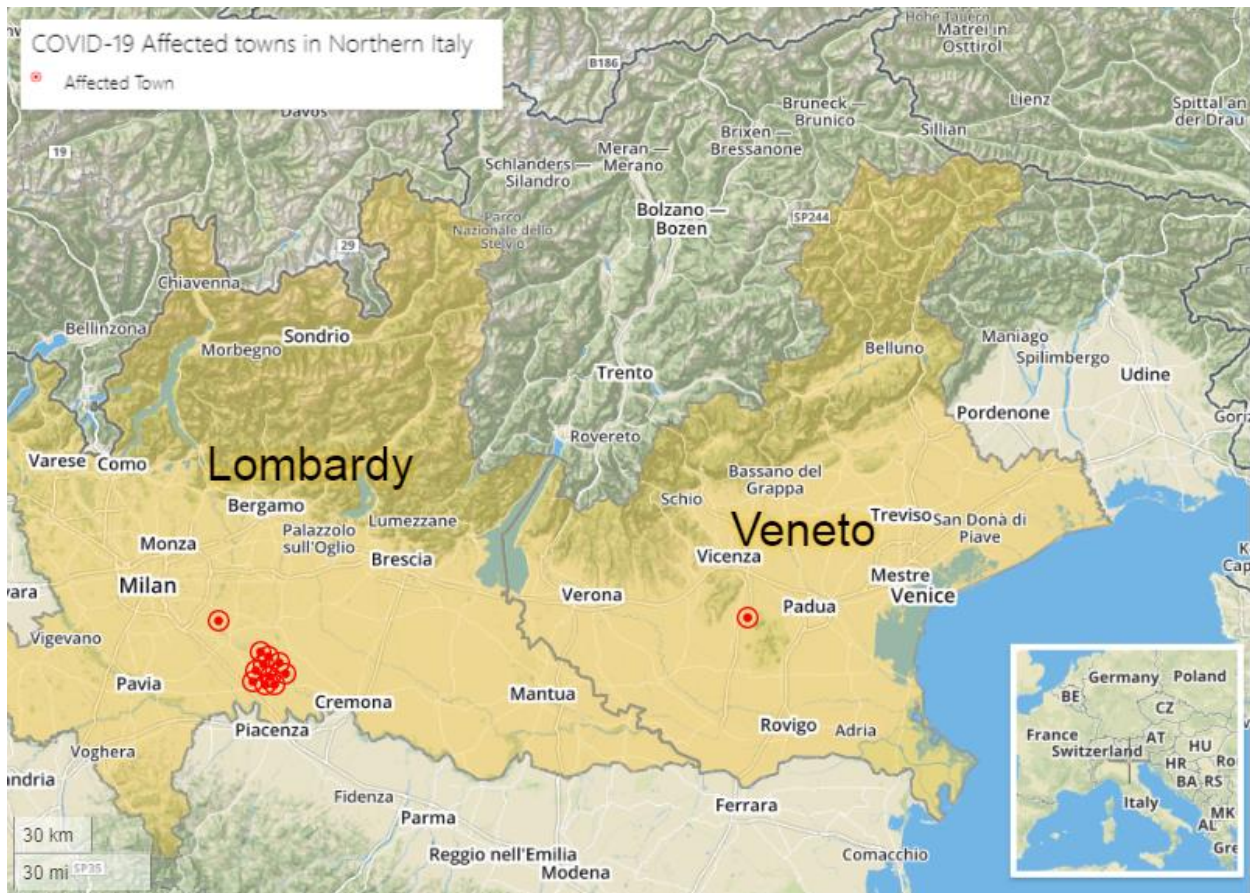 COVID-19 Affected towns in Northern Italy
Affected Town
Hohe Tauern
Matrei in
Osttirol
B186
Davos
19
Lienz
Spittal an
der Drau
Bruneck —
Brunico
Brixen —
Bressanone
Sillian
Meran —
Merano
Schlanders —
Silandro
Parco
Nazionale dello
Stelvio
Bolzano —
Bozen
SP244
29
Chiavenna
Bellinzona
Sondrio
Morbegno
Maniago
Spilimbergo
Belluno
Udine
Trento
Pordenone
Rovereto
Varese
Como
Lombardy
Bassano del
Grappa
Schio
Bergamo
Palazzolo
sull'Oglio
Lumezzane
Veneto
Treviso
San Donà di
Piave
Monza
Brescia
Vicenza
Milan
Mestre
Venice
Verona
Padua
Vigevano
Pavia
Cremona
Mantua
Rovigo
Adria
Piacenza
Voghera
Fidenza
Parma
Ferrara
Reggio nell'Emilia
Modena
Comacchio
30 km
30 mi
SP35
Germany
Poland
BE
CZ
France
Switzerland
AT
HU
HR
BA
RS
Italy
MK
AL